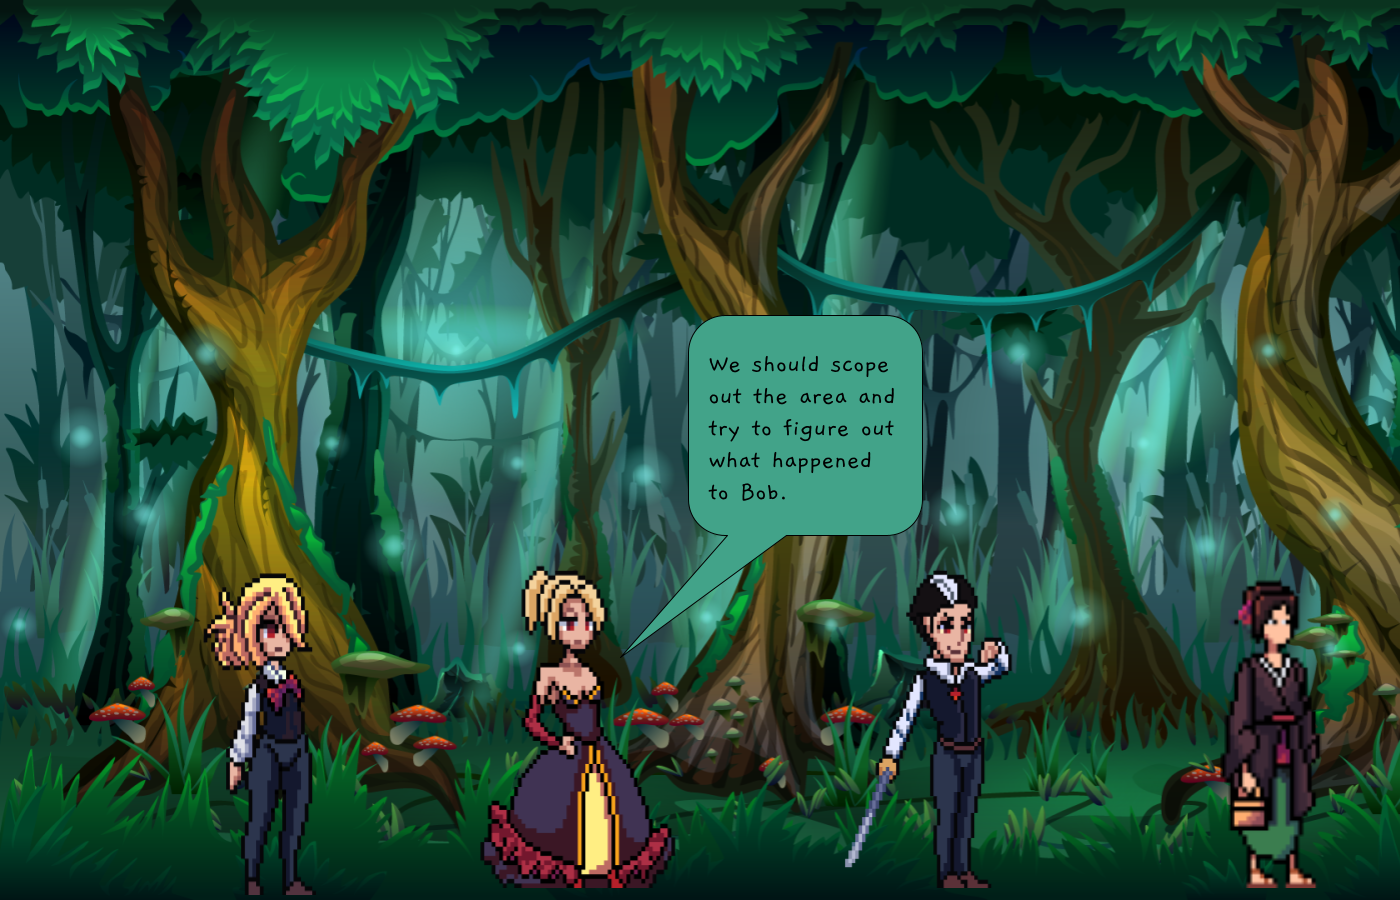 We should scope
out the area and
try to figure out
what happened
to Bob.